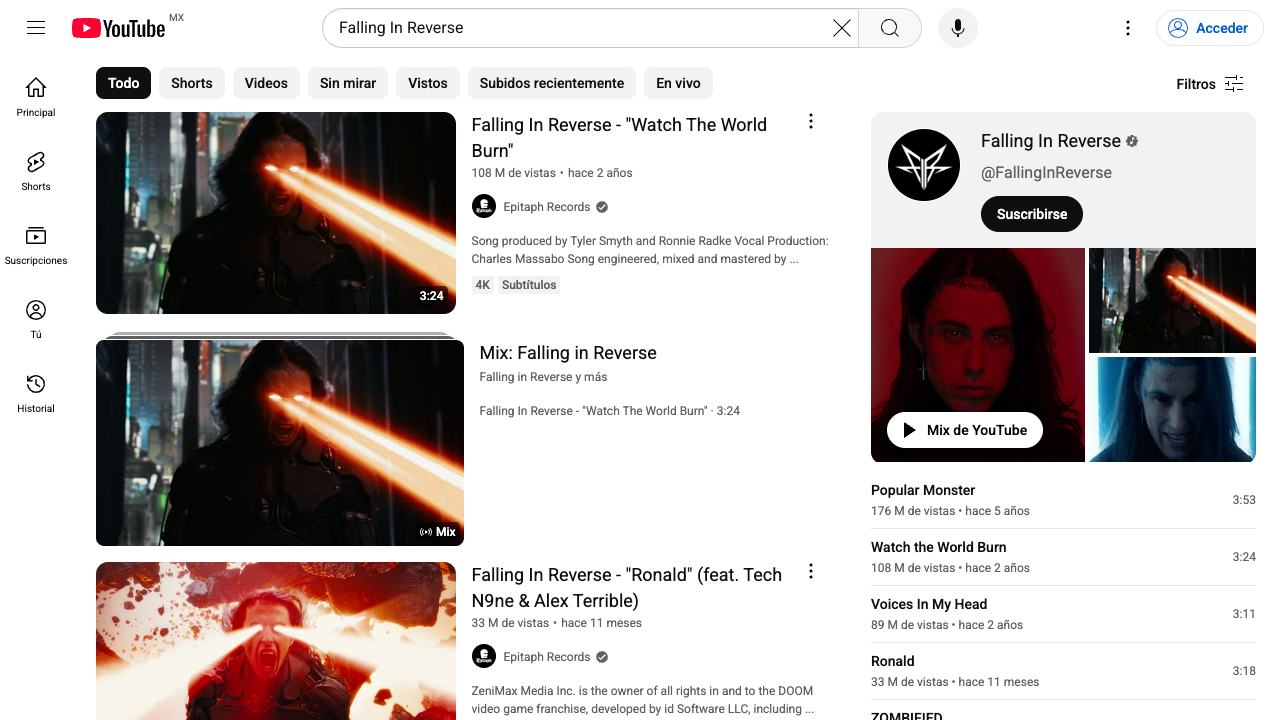 YouTube MX
Falling In Reverse
Acceder
Principal
Shorts
Suscripciones
Tú
Historial
Todo
Shorts
Videos
Sin mirar
Vistos
Subidos recientemente
En vivo
Filtros
3:24
Falling In Reverse - "Watch The World
Burn"
108 M de vistas • hace 2 años
Epitaph Records
Song produced by Tyler Smyth and Ronnie Radke Vocal Production:
Charles Massabo Song engineered, mixed and mastered by ...
4K Subtítulos
Mix
Mix: Falling in Reverse
Falling in Reverse y más
Falling In Reverse - "Watch The World Burn" · 3:24
Falling In Reverse - "Ronald" (feat. Tech
N9ne & Alex Terrible)
33 M de vistas • hace 11 meses
Epitaph Records
ZeniMax Media Inc. is the owner of all rights in and to the DOOM
video game franchise, developed by id Software LLC, including ...
Falling In Reverse
@FallingInReverse
Suscribirse
Mix de YouTube
Popular Monster
176 M de vistas • hace 5 años
3:53
Watch the World Burn
108 M de vistas • hace 2 años
3:24
Voices In My Head
89 M de vistas • hace 2 años
3:11
Ronald
33 M de vistas • hace 11 meses
3:18
ZOMBIFIED